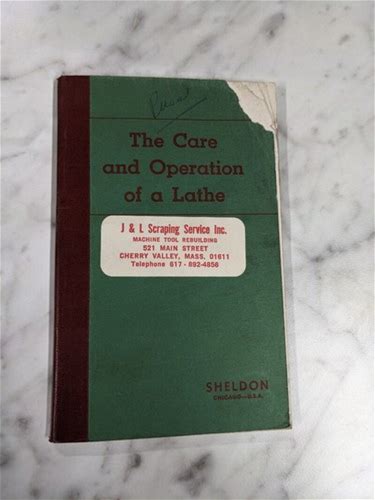 The Care
and Operation
of a Lathe
J & L Scraping Service Inc.
MACHINE TOOL REBUILDING
521 MAIN STREET
CHERRY VALLEY, MASS. 01611
Telephone 617-892-4856
SHELDON
CHICAGO—U.S.A.